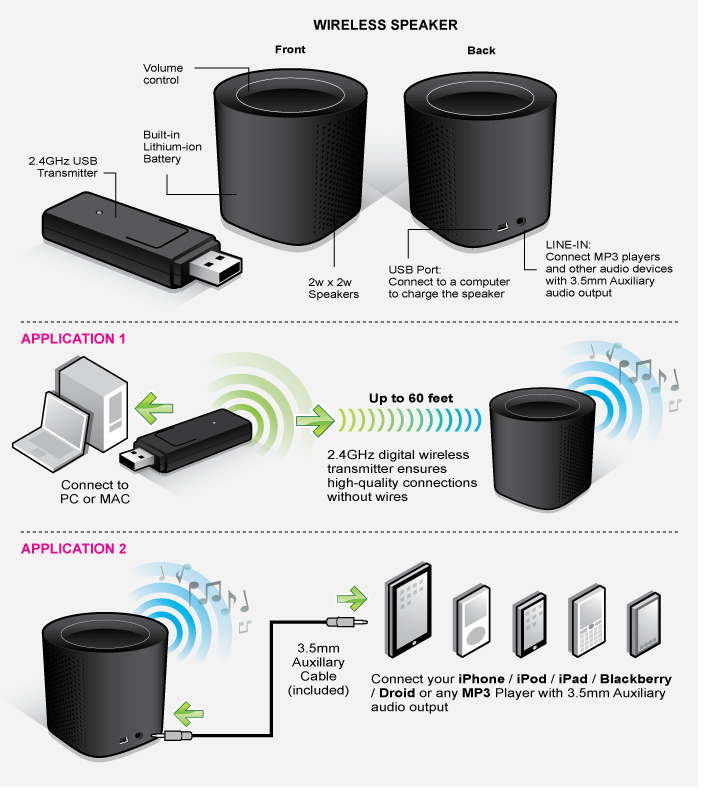 WIRELESS SPEAKER
Front
Back
Volume
control
Built-in
Lithium-ion
Battery
2.4GHz USB
Transmitter
2w x 2w
Speakers
USB Port:
Connect to a computer
to charge the speaker
LINE-IN:
Connect MP3 players
and other audio devices
with 3.5mm Auxiliary
audio output
APPLICATION 1
Connect to
PC or MAC
Up to 60 feet
2.4GHz digital wireless
transmitter ensures
high-quality connections
without wires
APPLICATION 2
3.5mm
Auxillary
Cable
(included)
Connect your iPhone / iPod / iPad / Blackberry
/ Droid or any MP3 Player with 3.5mm Auxiliary
audio output